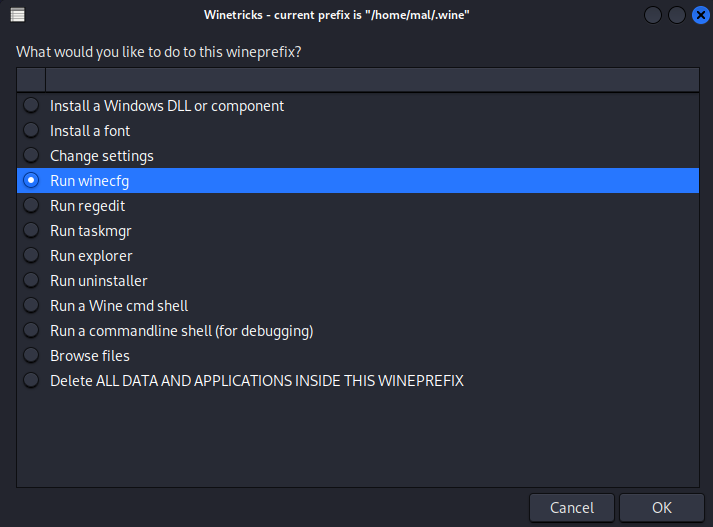 Winetricks - current prefix is "/home/mal/.wine"
What would you like to do to this wineprefix?
Install a Windows DLL or component
Install a font
Change settings
Run winecfg
Run regedit
Run taskmgr
Run explorer
Run uninstaller
Run a Wine cmd shell
Run a commandline shell (for debugging)
Browse files
Delete ALL DATA AND APPLICATIONS INSIDE THIS WINEPREFIX
Cancel OK